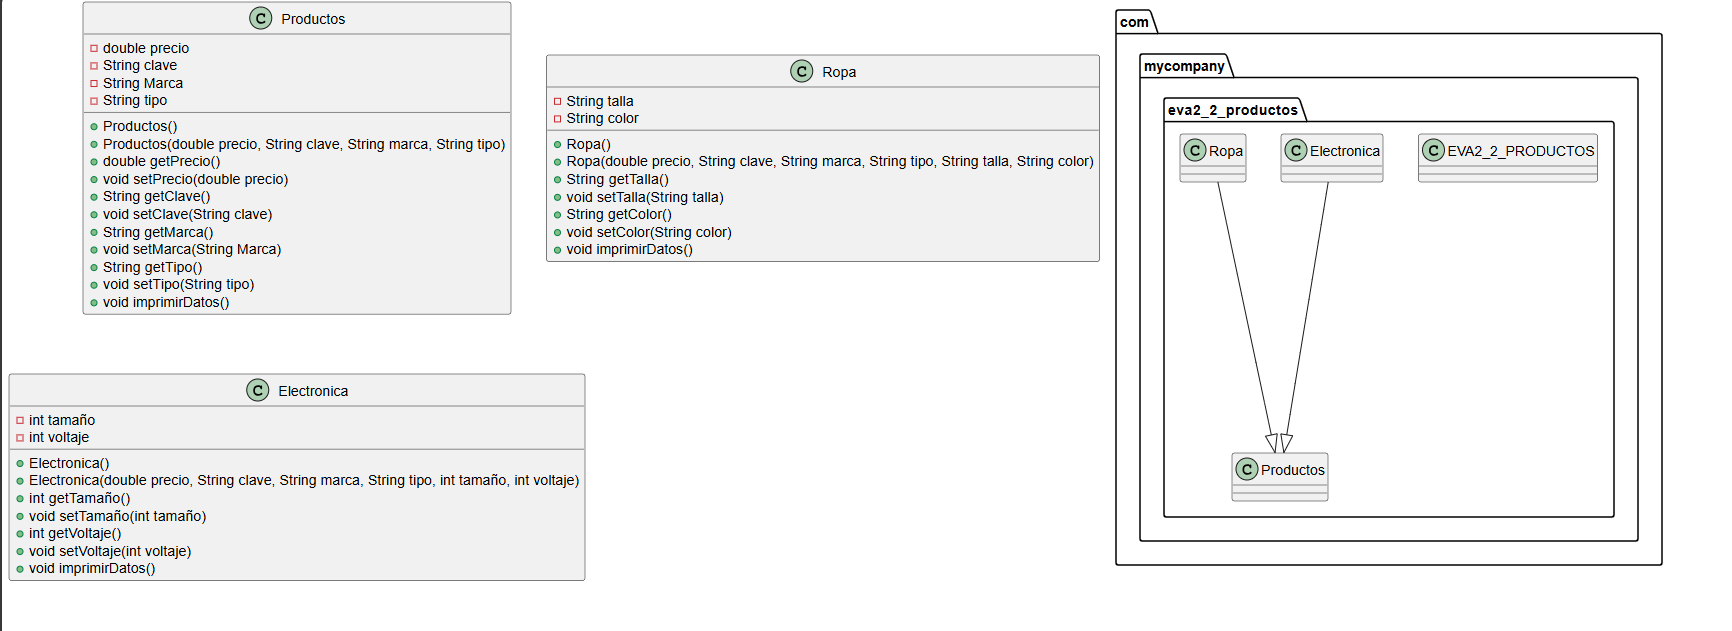 C Productos
double precio
String clave
String Marca
String tipo
Productos()
Productos(double precio, String clave, String marca, String tipo)
double getPrecio()
void setPrecio(double precio)
String getClave()
void setClave(String clave)
String getMarca()
void setMarca(String Marca)
String getTipo()
void setTipo(String tipo)
void imprimirDatos()
C Ropa
String talla
String color
Ropa()
Ropa(double precio, String clave, String marca, String tipo, String talla, String color)
String getTalla()
void setTalla(String talla)
String getColor()
void setColor(String color)
void imprimirDatos()
com
mycompany
eva2_2_productos
C Ropa
C Electronica
C EVA2_2_PRODUCTOS
C Productos
C Electronica
int tamaño
int voltaje
Electronica()
Electronica(double precio, String clave, String marca, String tipo, int tamaño, int voltaje)
int getTamaño()
void setTamaño(int tamaño)
int getVoltaje()
void setVoltaje(int voltaje)
void imprimirDatos()